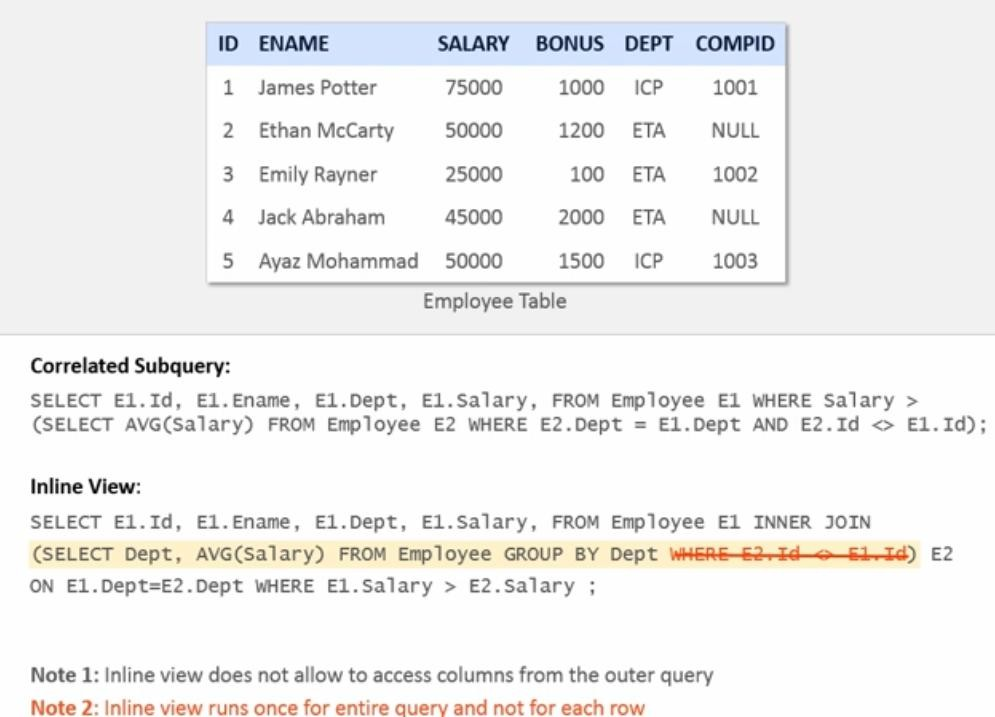 ID ENAME SALARY BONUS DEPT COMPID
1 James Potter 75000 1000 ICP 1001
2 Ethan McCarty 50000 1200 ETA NULL
3 Emily Rayner 25000 100 ETA 1002
4 Jack Abraham 45000 2000 ETA NULL
5 Ayaz Mohammad 50000 1500 ICP 1003
Employee Table
Correlated Subquery:
SELECT E1.Id, E1.Ename, E1.Dept, E1.Salary, FROM Employee E1 WHERE Salary >
(SELECT AVG(Salary) FROM Employee E2 WHERE E2.Dept = E1.Dept AND E2.Id <> E1.Id);
Inline View:
SELECT E1.Id, E1.Ename, E1.Dept, E1.Salary, FROM Employee E1 INNER JOIN
(SELECT Dept, AVG(Salary) FROM Employee GROUP BY Dept WHERE E2.Id <> E1.Id) E2
ON E1.Dept=E2.Dept WHERE E1.Salary > E2.Salary ;
Note 1: Inline view does not allow to access columns from the outer query
Note 2: Inline view runs once for entire query and not for each row